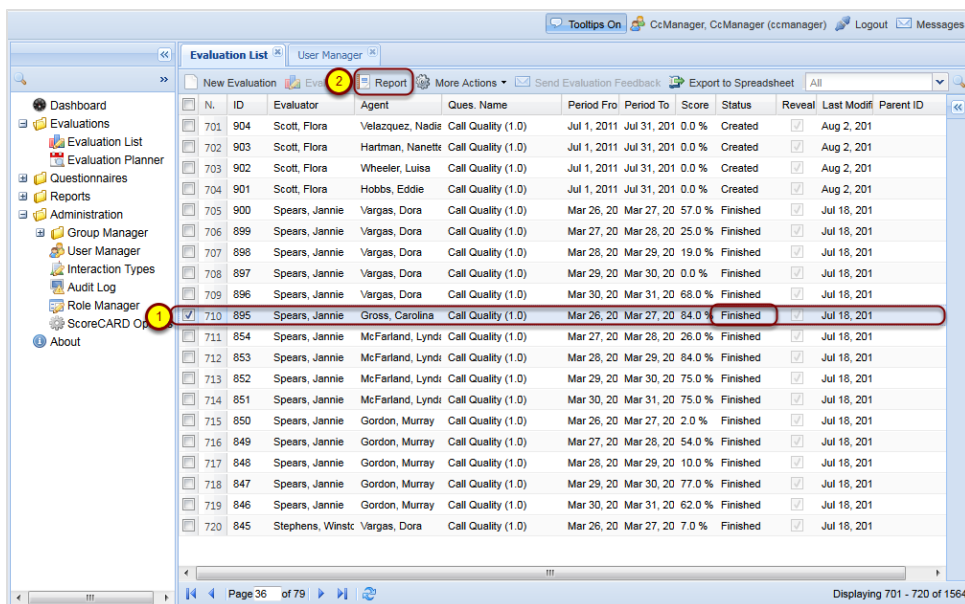 Tooltips On CcManager, CcManager (ccmanager) Logout Messages
Evaluation List User Manager
New Evaluation 2 Report More Actions Send Evaluation Feedback Export to Spreadsheet All
Dashboard
Evaluations
Evaluation List
Evaluation Planner
Questionnaires
Reports
Administration
Group Manager
User Manager
Interaction Types
Audit Log
Role Manager
ScoreCARD Op
About
1
N. ID Evaluator Agent Ques. Name Period Fro Period To Score Status Reveal Last Modifi Parent ID
701 904 Scott, Flora Velazquez, Nadia Call Quality (1.0) Jul 1, 2011 Jul 31, 201 0.0 % Created Aug 2, 201
702 903 Scott, Flora Hartman, Nanette Call Quality (1.0) Jul 1, 2011 Jul 31, 201 0.0 % Created Aug 2, 201
703 902 Scott, Flora Wheeler, Luisa Call Quality (1.0) Jul 1, 2011 Jul 31, 201 0.0 % Created Aug 2, 201
704 901 Scott, Flora Hobbs, Eddie Call Quality (1.0) Jul 1, 2011 Jul 31, 201 0.0 % Created Aug 2, 201
705 900 Spears, Jannie Vargas, Dora Call Quality (1.0) Mar 26, 20 Mar 27, 20 57.0 % Finished Jul 18, 201
706 899 Spears, Jannie Vargas, Dora Call Quality (1.0) Mar 27, 20 Mar 28, 20 25.0 % Finished Jul 18, 201
707 898 Spears, Jannie Vargas, Dora Call Quality (1.0) Mar 28, 20 Mar 29, 20 19.0 % Finished Jul 18, 201
708 897 Spears, Jannie Vargas, Dora Call Quality (1.0) Mar 29, 20 Mar 30, 20 0.0 % Finished Jul 18, 201
709 896 Spears, Jannie Vargas, Dora Call Quality (1.0) Mar 30, 20 Mar 31, 20 68.0 % Finished Jul 18, 201
710 895 Spears, Jannie Gross, Carolina Call Quality (1.0) Mar 26, 20 Mar 27, 20 84.0 % Finished Jul 18, 201
711 854 Spears, Jannie McFarland, Lynda Call Quality (1.0) Mar 27, 20 Mar 28, 20 26.0 % Finished Jul 18, 201
712 853 Spears, Jannie McFarland, Lynda Call Quality (1.0) Mar 28, 20 Mar 29, 20 84.0 % Finished Jul 18, 201
713 852 Spears, Jannie McFarland, Lynda Call Quality (1.0) Mar 29, 20 Mar 30, 20 75.0 % Finished Jul 18, 201
714 851 Spears, Jannie McFarland, Lynda Call Quality (1.0) Mar 30, 20 Mar 31, 20 75.0 % Finished Jul 18, 201
715 850 Spears, Jannie Gordon, Murray Call Quality (1.0) Mar 26, 20 Mar 27, 20 2.0 % Finished Jul 18, 201
716 849 Spears, Jannie Gordon, Murray Call Quality (1.0) Mar 27, 20 Mar 28, 20 54.0 % Finished Jul 18, 201
717 848 Spears, Jannie Gordon, Murray Call Quality (1.0) Mar 28, 20 Mar 29, 20 10.0 % Finished Jul 18, 201
718 847 Spears, Jannie Gordon, Murray Call Quality (1.0) Mar 29, 20 Mar 30, 20 77.0 % Finished Jul 18, 201
719 846 Spears, Jannie Gordon, Murray Call Quality (1.0) Mar 30, 20 Mar 31, 20 62.0 % Finished Jul 18, 201
720 845 Stephens, Winstc Vargas, Dora Call Quality (1.0) Mar 26, 20 Mar 27, 20 7.0 % Finished Jul 18, 201
Page 36 of 79 Displaying 701 - 720 of 1564